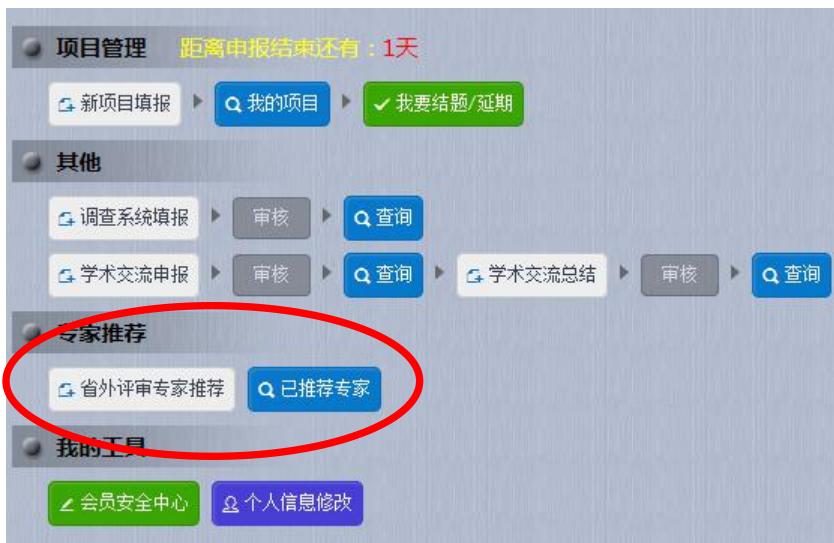 项目管理 距离申报结束还有：1天
新项目填报 我的项目 我要结题/延期
其他
调查系统填报 审核 查询
学术交流申报 审核 查询 学术交流总结 审核 查询
专家推荐
省外评审专家推荐 已推荐专家
我的工具
会员安全中心 个人信息修改